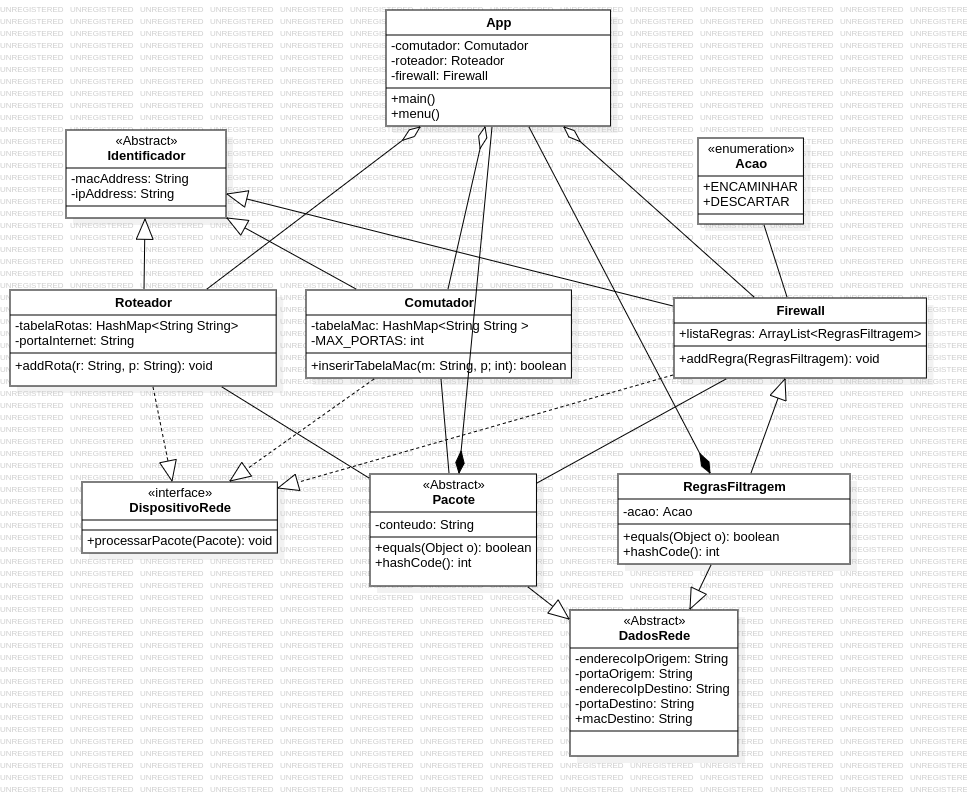 App
-comutador: Comutador
-roteador: Roteador
-firewall: Firewall
+main()
+menu()
«Abstract»
Identificador
-macAddress: String
-ipAddress: String
«enumeration»
Acao
+ENCAMINHAR
+DESCARTAR
Roteador
-tabelaRotas: HashMap<String String>
-portaInternet: String
+addRota(r: String, p: String): void
Comutador
-tabelaMac: HashMap<String String >
-MAX_PORTAS: int
+inserirTabelaMac(m: String, p; int): boolean
Firewall
+listaRegras: ArrayList<RegrasFiltragem>
+addRegra(RegrasFiltragem): void
«interface»
DispositivoRede
+processarPacote(Pacote): void
«Abstract»
Pacote
-conteudo: String
+equals(Object o): boolean
+hashCode(): int
RegrasFiltragem
-acao: Acao
+equals(Object o): boolean
+hashCode(): int
«Abstract»
DadosRede
-enderecoIpOrigem: String
-portaOrigem: String
-enderecoIpDestino: String
-portaDestino: String
+macDestino: String
UNREGISTERED